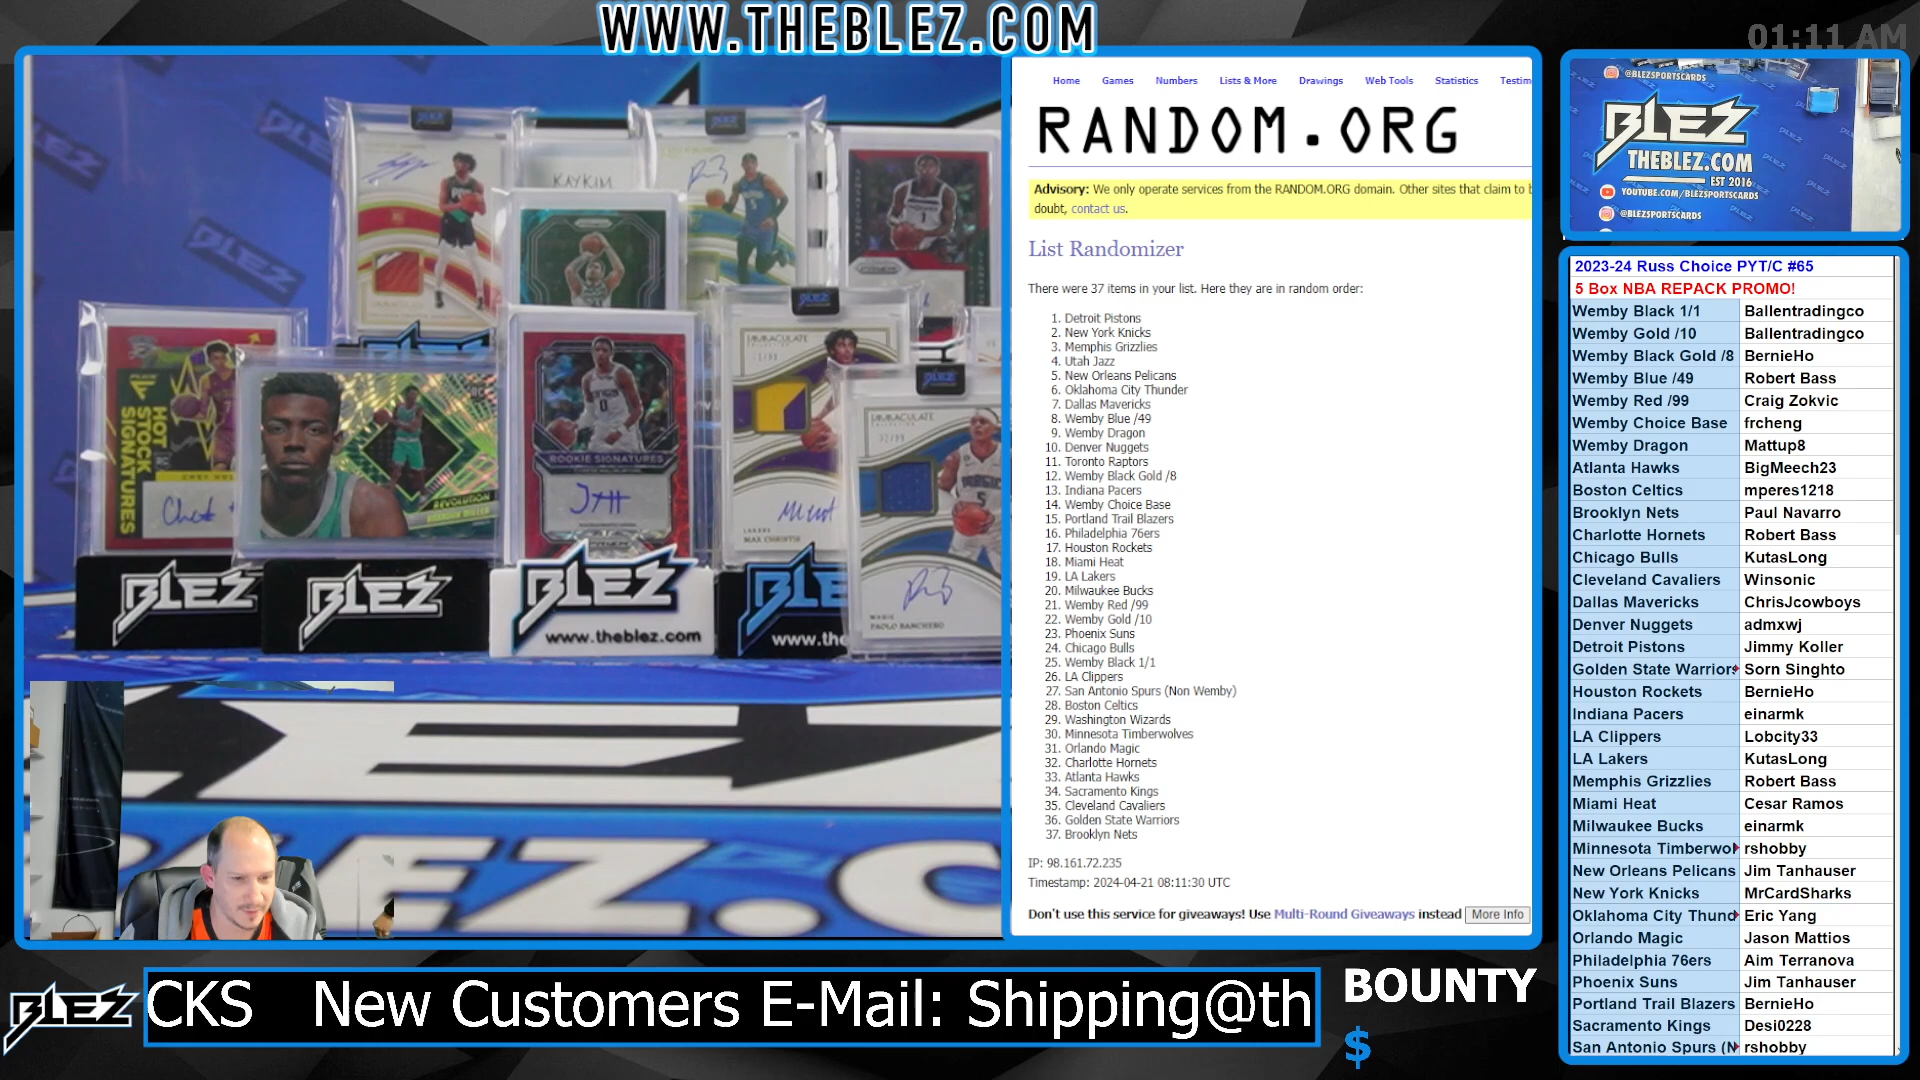 WWW.THEBLEZ.COM
01:11 AM
Home Games Numbers Lists & More Drawings Web Tools Statistics Testim
RANDOM.ORG
Advisory: We only operate services from the RANDOM.ORG domain. Other sites that claim to b
doubt, contact us.
List Randomizer
There were 37 items in your list. Here they are in random order:
1. Detroit Pistons
2. New York Knicks
3. Memphis Grizzlies
4. Utah Jazz
5. New Orleans Pelicans
6. Oklahoma City Thunder
7. Dallas Mavericks
8. Wemby Blue /49
9. Wemby Dragon
10. Denver Nuggets
11. Toronto Raptors
12. Wemby Black Gold /8
13. Indiana Pacers
14. Wemby Choice Base
15. Portland Trail Blazers
16. Philadelphia 76ers
17. Houston Rockets
18. Miami Heat
19. LA Lakers
20. Milwaukee Bucks
21. Wemby Red /99
22. Wemby Gold /10
23. Phoenix Suns
24. Chicago Bulls
25. Wemby Black 1/1
26. LA Clippers
27. San Antonio Spurs (Non Wemby)
28. Boston Celtics
29. Washington Wizards
30. Minnesota Timberwolves
31. Orlando Magic
32. Charlotte Hornets
33. Atlanta Hawks
34. Sacramento Kings
35. Cleveland Cavaliers
36. Golden State Warriors
37. Brooklyn Nets
IP: 98.161.72.235
Timestamp: 2024-04-21 08:11:30 UTC
Don't use this service for giveaways! Use Multi-Round Giveaways instead More Info
@BLEZSPORTSCARDS
BLEZ
THEBLEZ.COM
EST 2016
YOUTUBE.COM/BLEZSPORTSCARDS
@BLEZSPORTSCARDS
2023-24 Russ Choice PYT/C #65
5 Box NBA REPACK PROMO!
Wemby Black 1/1 Ballentradingco
Wemby Gold /10 Ballentradingco
Wemby Black Gold /8 BernieHo
Wemby Blue /49 Robert Bass
Wemby Red /99 Craig Zokvic
Wemby Choice Base frcheng
Wemby Dragon Mattup8
Atlanta Hawks BigMeech23
Boston Celtics mperes1218
Brooklyn Nets Paul Navarro
Charlotte Hornets Robert Bass
Chicago Bulls KutasLong
Cleveland Cavaliers Winsonic
Dallas Mavericks ChrisJcowboys
Denver Nuggets admxwj
Detroit Pistons Jimmy Koller
Golden State Warriors Sorn Singhto
Houston Rockets BernieHo
Indiana Pacers einarmk
LA Clippers Lobcity33
LA Lakers KutasLong
Memphis Grizzlies Robert Bass
Miami Heat Cesar Ramos
Milwaukee Bucks einarmk
Minnesota Timberwol rshobby
New Orleans Pelicans Jim Tanhauser
New York Knicks MrCardSharks
Oklahoma City Thund Eric Yang
Orlando Magic Jason Mattios
Philadelphia 76ers Aim Terranova
Phoenix Suns Jim Tanhauser
Portland Trail Blazers BernieHo
Sacramento Kings Desi0228
San Antonio Spurs (N rshobby
HOT STOCK SIGNATURES
REVOLUTION
BRANDON MILLER
ROOKIE SIGNATURES
IMMACULATE
LAKERS
MAX CHRISTIE
IMMACULATE
MAGIC
PAOLO BANCHERO
BLEZ
BLEZ
BLEZ
www.theblez.com
BLE
www.the
BLEZ
CKS New Customers E-Mail: Shipping@th
BOUNTY
$